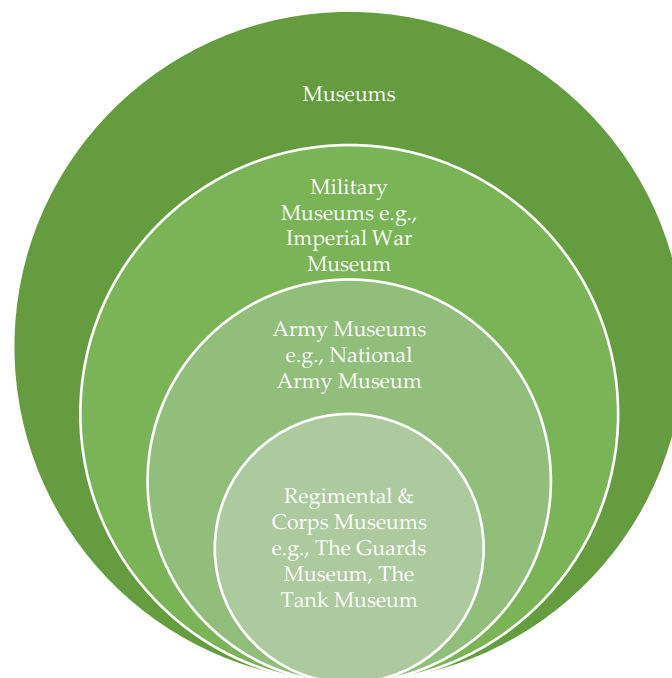 Museums
Military
Museums e.g.,
Imperial War
Museum
Army Museums
e.g., National
Army Museum
Regimental &
Corps Museums
e.g., The Guards
Museum, The
Tank Museum